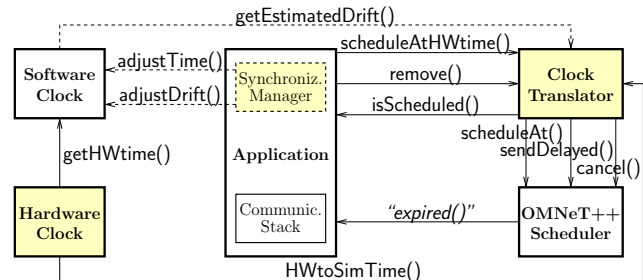 getEstimatedDrift()
Software
Clock
adjustTime()
adjustDrift()
Synchroniz.
Manager
scheduleAtHWtime()
remove()
isScheduled()
Clock
Translator
scheduleAt()
sendDelayed()
cancel()
getHWtime()
Application
Hardware
Clock
Communic.
Stack
“expired()”
OMNeT++
Scheduler
HWtoSimTime()